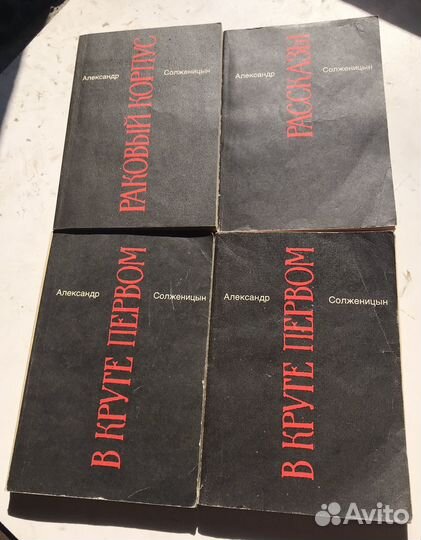 Александр
Солженицын
РАКОВЫЙ КОРПУС
Александр
Солженицын
РАССКАЗЫ
Александр
Солженицын
В КРУГЕ ПЕРВОМ
Александр
Солженицын
В КРУГЕ ПЕРВОМ
Avito